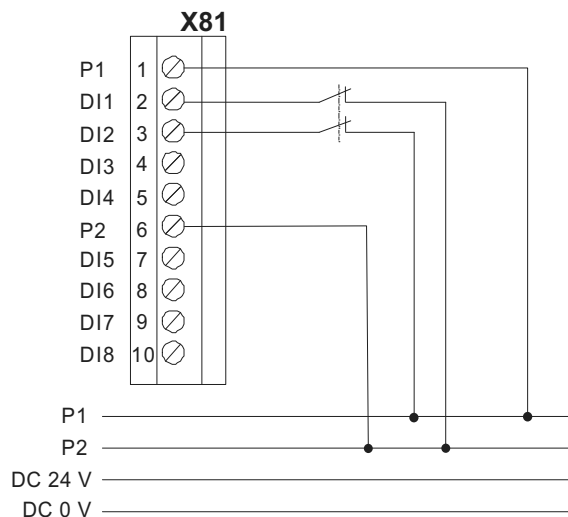 X81
P1 1
DI1 2
DI2 3
DI3 4
DI4 5
P2 6
DI5 7
DI6 8
DI7 9
DI8 10
P1
P2
DC 24 V
DC 0 V